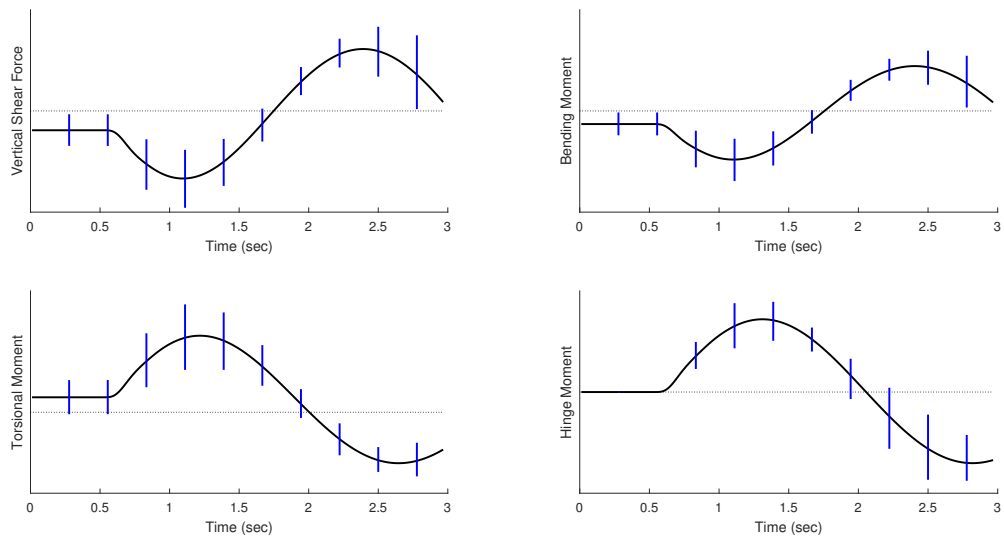 Vertical Shear Force
0 0.5 1 1.5 2 2.5 3
Time (sec)
Bending Moment
0 0.5 1 1.5 2 2.5 3
Time (sec)
Torsional Moment
0 0.5 1 1.5 2 2.5 3
Time (sec)
Hinge Moment
0 0.5 1 1.5 2 2.5 3
Time (sec)